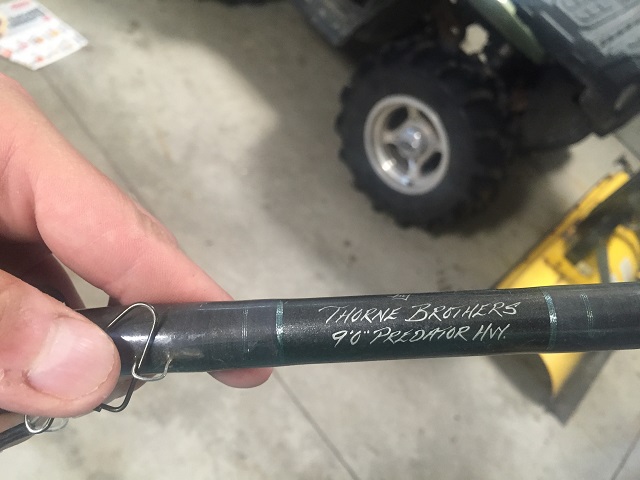 THORNE BROTHERS
9'0" PREDATOR HVY.